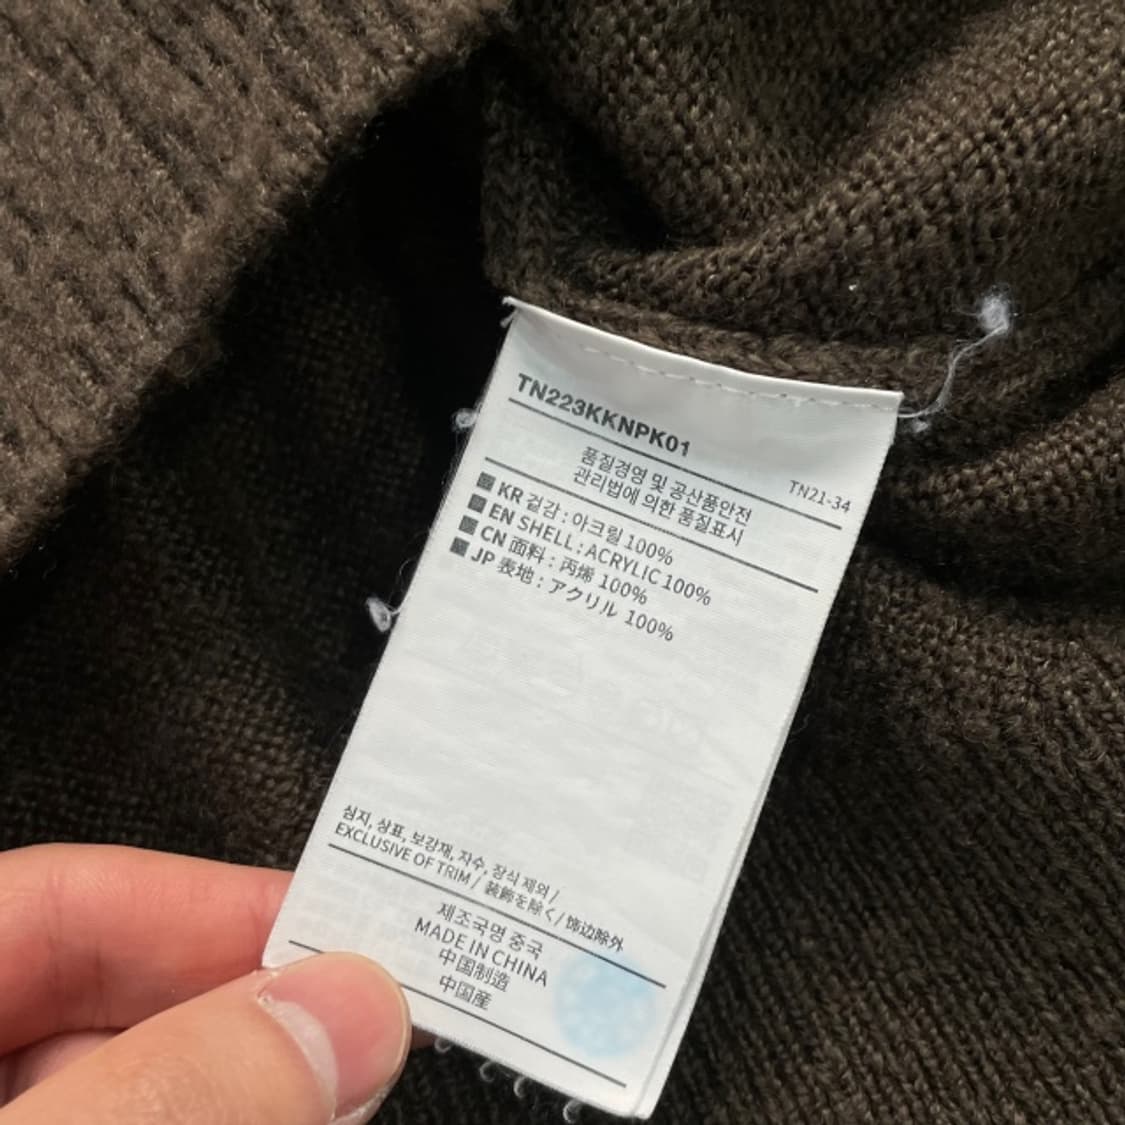 TN223KKNPK01
TN21-34
품질경영 및 공산품안전
관리법에 의한 품질표시
■ KR 겉감 : 아크릴 100%
■ EN SHELL : ACRYLIC 100%
■ CN 面料 : 丙烯 100%
■ JP 表地 : アクリル 100%
심지, 상표, 보강재, 자수, 장식 제외 /
EXCLUSIVE OF TRIM / 装飾を除く/ 饰边除外
제조국명 중국
MADE IN CHINA
中国制造
中国産